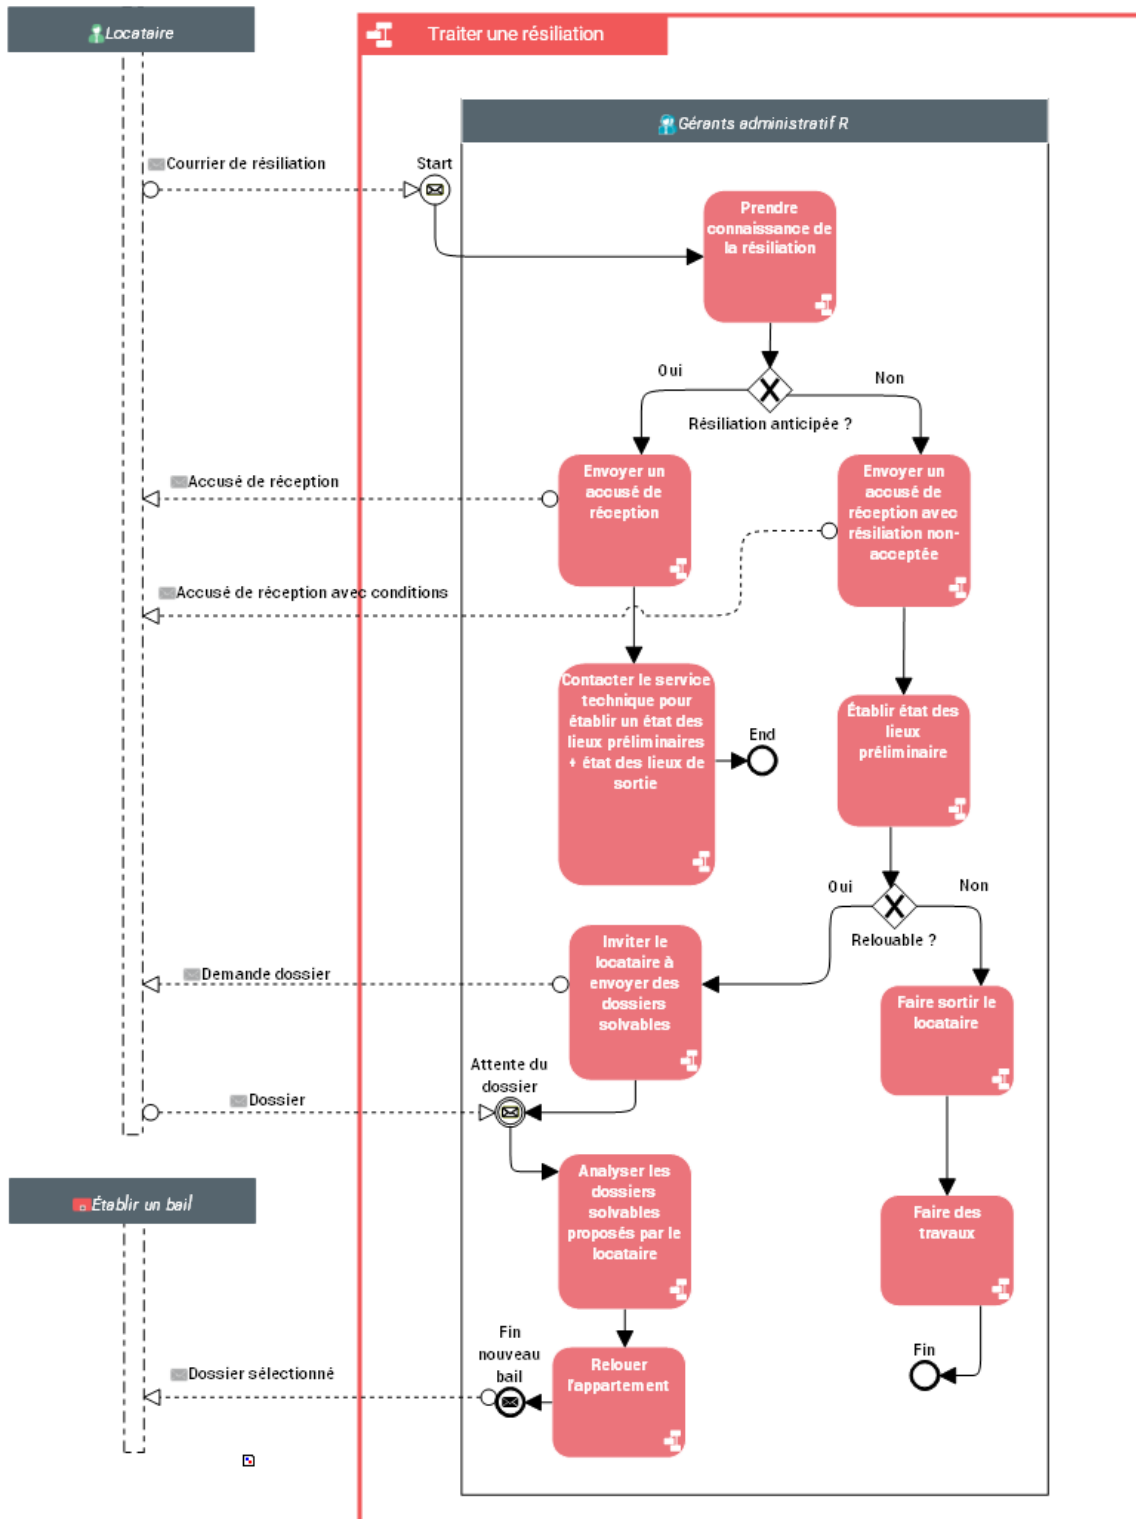 Locataire
Traiter une résiliation
Gérants administratif R
Courrier de résiliation
Start
Prendre
connaissance de
la résiliation
Oui
Non
Résiliation anticipée ?
Accusé de réception
Envoyer un
accusé de
réception
Envoyer un
accusé de
réception avec
résiliation non-
acceptée
Accusé de réception avec conditions
Contacter le service
technique pour
établir un état des
lieux préliminaires
+ état des lieux de
sortie
End
Établir état des
lieux
préliminaire
Oui
Non
Relouable ?
Inviter le
locataire à
envoyer des
dossiers
solvables
Demande dossier
Faire sortir le
locataire
Attente du
dossier
Dossier
Analyser les
dossiers
solvables
proposés par le
locataire
Établir un bail
Faire des
travaux
Fin
nouveau
bail
Relouer
l'appartement
Fin
Dossier sélectionné